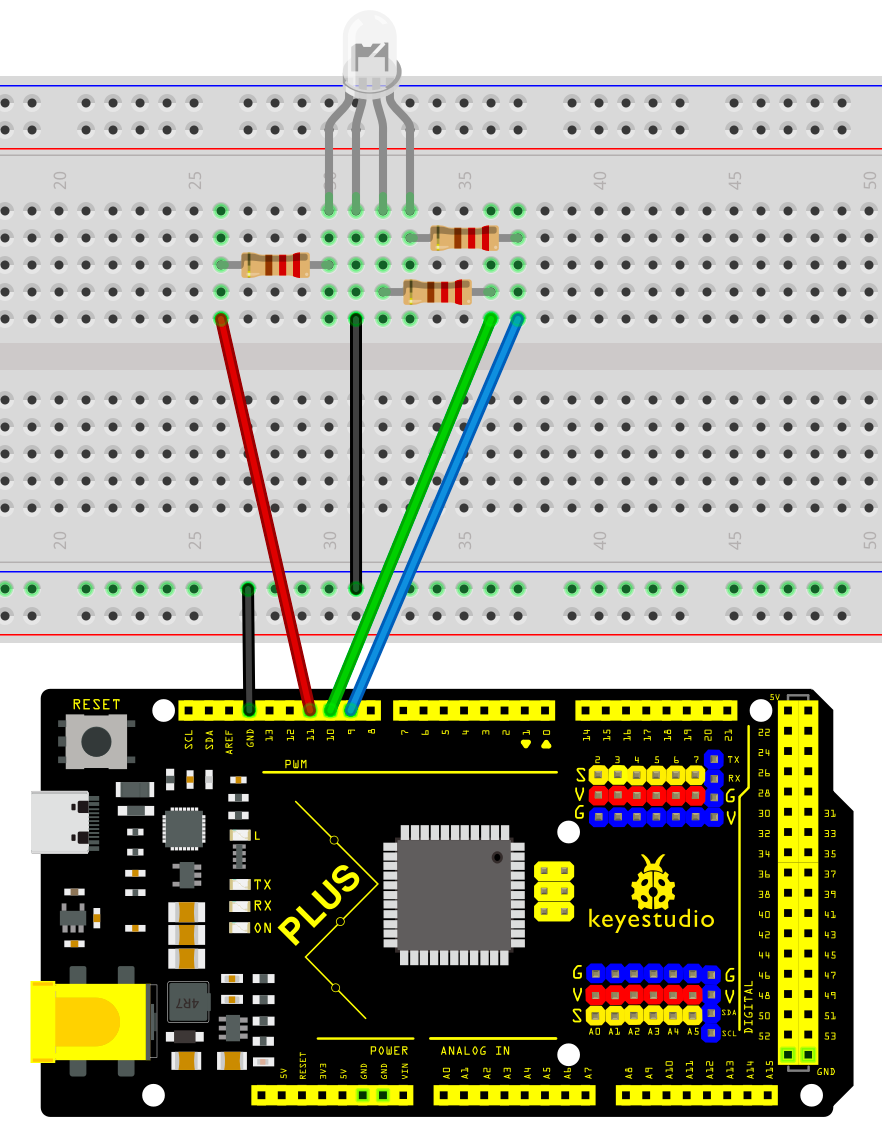 20 25 30 35 40 45 50
20 25 30 35 40 45 50
RESET
SCL SDA AREF GND 13 12 11 10 9 8 7 6 5 4 3 2 1 0 14 15 16 17 18 19 20 21
5V
PWM
2 3 4 5 6 7 TX
S RX
V G
G V
22
24
26
28
30 31
32 33
34 35
36 37
38 39
40 41
42 43
44 45
46 47
48 49
50 51
52 53
GND
DIGITAL
L
TX
RX
ON
PLUS
keyestudio
4R7
G G
V V
S SDA
A0 A1 A2 A3 A4 A5 SCL
POWER ANALOG IN
5V RESET 3V3 5V GND GND VIN A0 A1 A2 A3 A4 A5 A6 A7 A8 A9 A10 A11 A12 A13 A14 A15